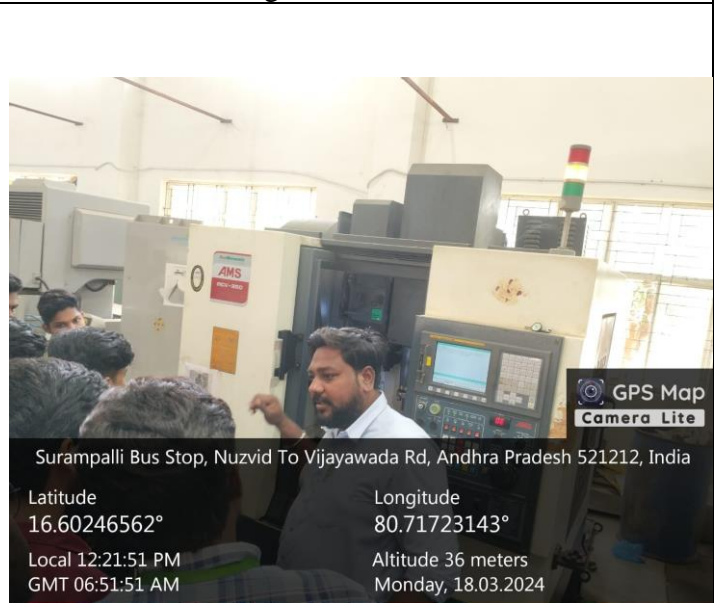 AMS
GPS Map
Camera Lite
Surampalli Bus Stop, Nuzvid To Vijayawada Rd, Andhra Pradesh 521212, India
Latitude
16.60246562°
Longitude
80.71723143°
Local 12:21:51 PM
GMT 06:51:51 AM
Altitude 36 meters
Monday, 18.03.2024